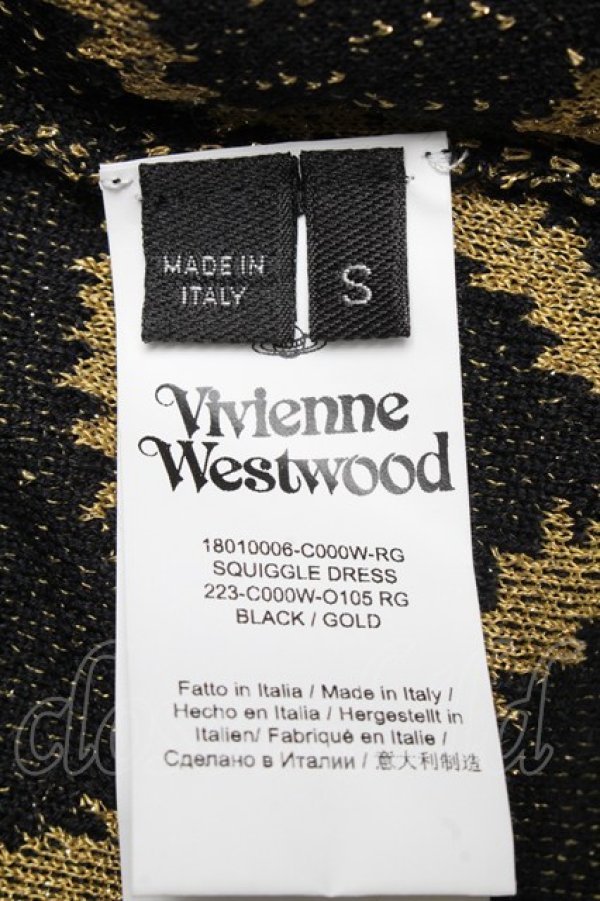 MADE IN
ITALY
S
Vivienne
Westwood
18010006-C000W-RG
SQUIGGLE DRESS
223-C000W-O105 RG
BLACK / GOLD
Fatto in Italia / Made in Italy /
Hecho en Italia / Hergestellt in
Italien/ Fabriqué en Italie /
Сделано в Италии / 意大利制造